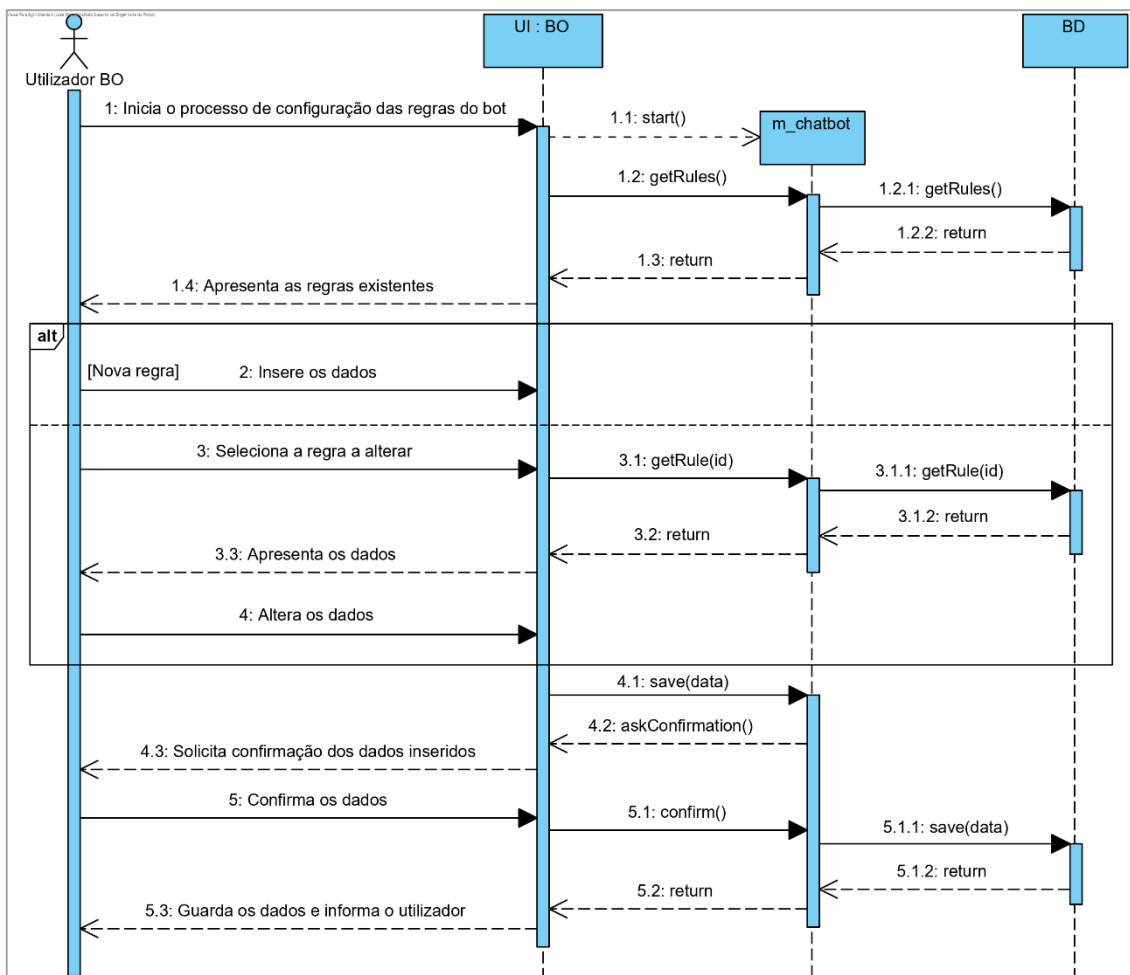 UI : BO
BD
Utilizador BO
1: Inicia o processo de configuração das regras do bot
1.1: start()
m_chatbot
1.2: getRules()
1.2.1: getRules()
1.2.2: return
1.3: return
1.4: Apresenta as regras existentes
alt
[Nova regra]
2: Insere os dados
3: Seleciona a regra a alterar
3.1: getRule(id)
3.1.1: getRule(id)
3.1.2: return
3.2: return
3.3: Apresenta os dados
4: Altera os dados
4.1: save(data)
4.2: askConfirmation()
4.3: Solicita confirmação dos dados inseridos
5: Confirma os dados
5.1: confirm()
5.1.1: save(data)
5.1.2: return
5.2: return
5.3: Guarda os dados e informa o utilizador